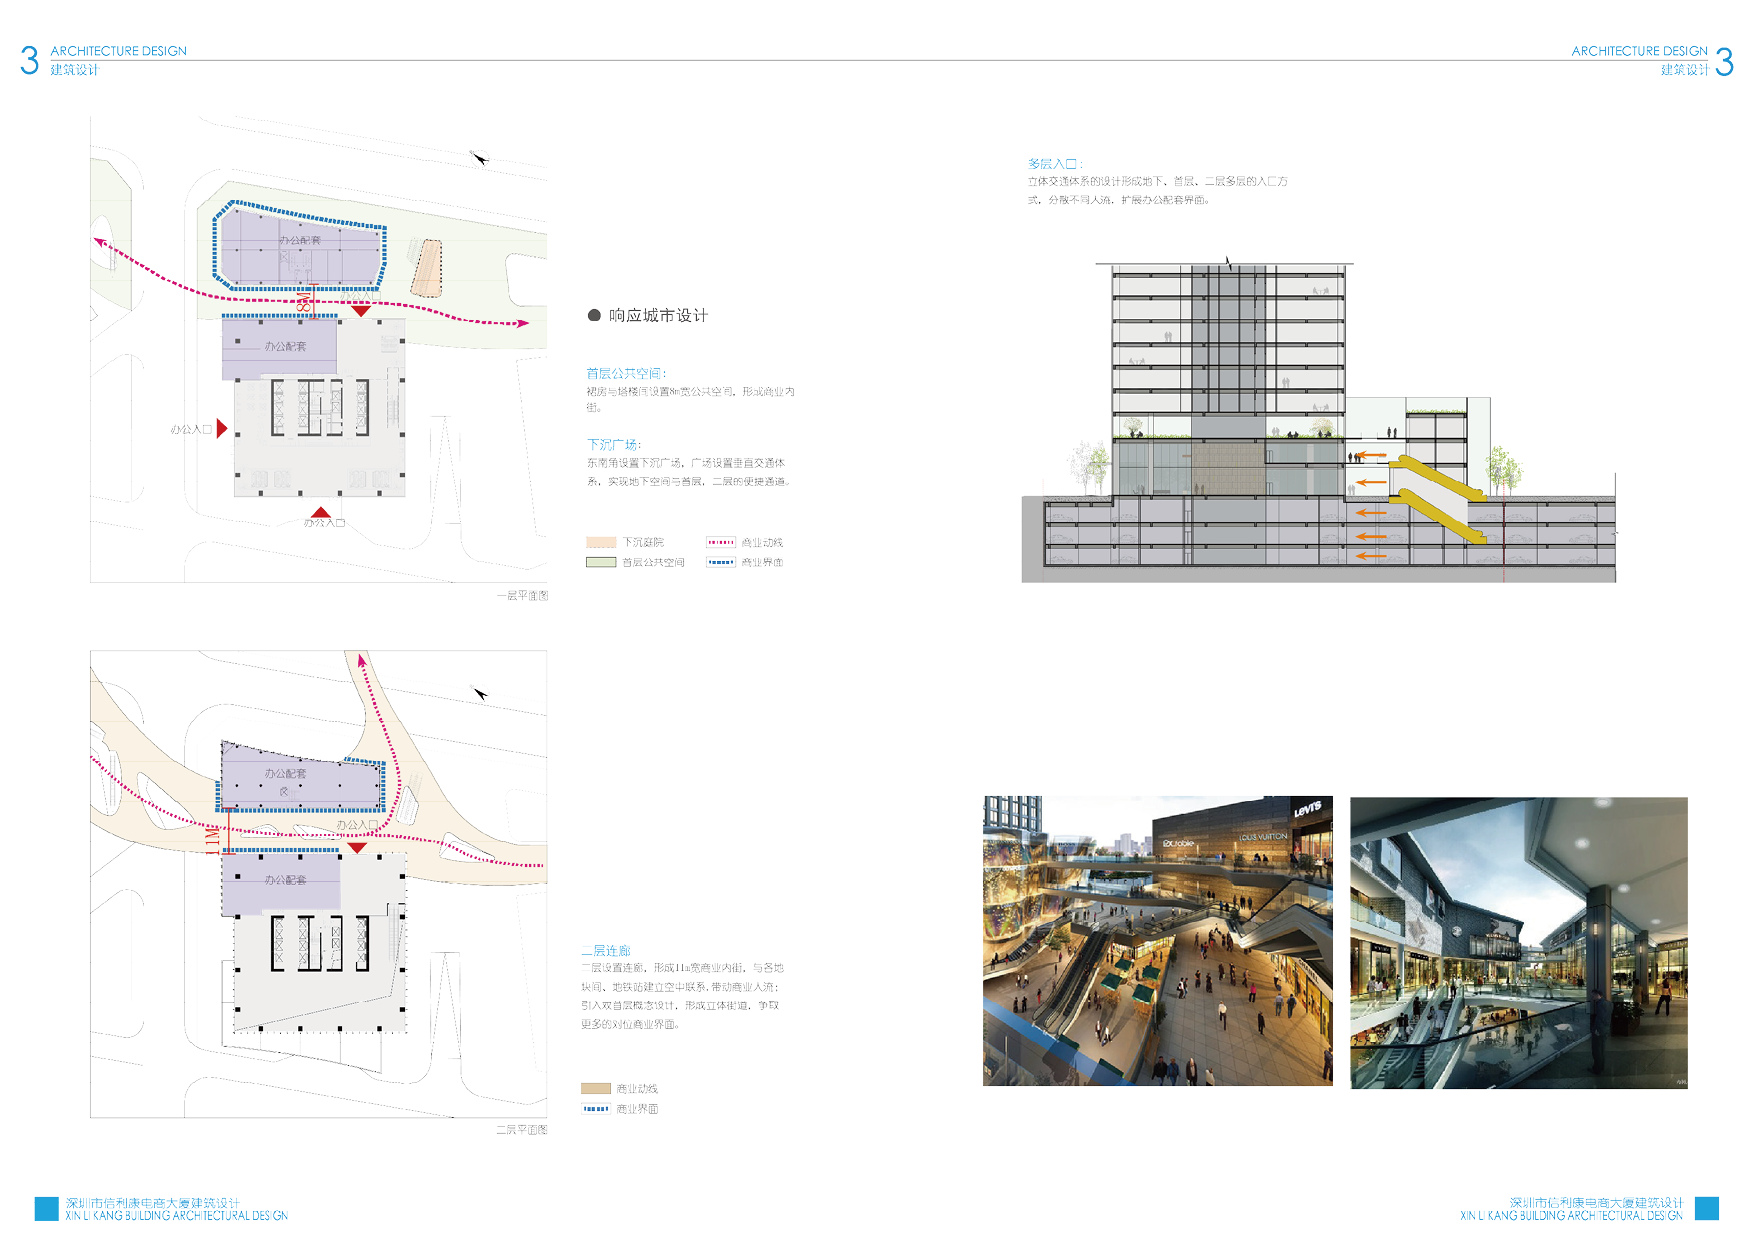 3
ARCHITECTURE DESIGN
建筑设计
ARCHITECTURE DESIGN
建筑设计
3
办公配套
办公入口
8M
办公配套
办公入口
办公入口
一层平面图
响应城市设计
首层公共空间：
裙房与塔楼间设置8m宽公共空间，形成商业内
街。
下沉广场：
东南角设置下沉广场，广场设置垂直交通体
系，实现地下空间与首层，二层的便捷通道。
下沉庭院
商业动线
首层公共空间
商业界面
多层入口：
立体交通体系的设计形成地下、首层、二层多层的入口方
式，分散不同人流，扩展办公配套界面。
办公配套
办公入口
11M
办公配套
二层平面图
二层连廊
二层设置连廊，形成11m宽商业内街，与各地
块间、地铁站建立空中联系，带动商业人流；
引入双首层概念设计，形成立体街道，争取
更多的对位商业界面。
商业动线
商业界面
LEVI'S
LOUIS VUITTON
深圳市信利康电商大厦建筑设计
XIN LI KANG BUILDING ARCHITECTURAL DESIGN
深圳市信利康电商大厦建筑设计
XIN LI KANG BUILDING ARCHITECTURAL DESIGN